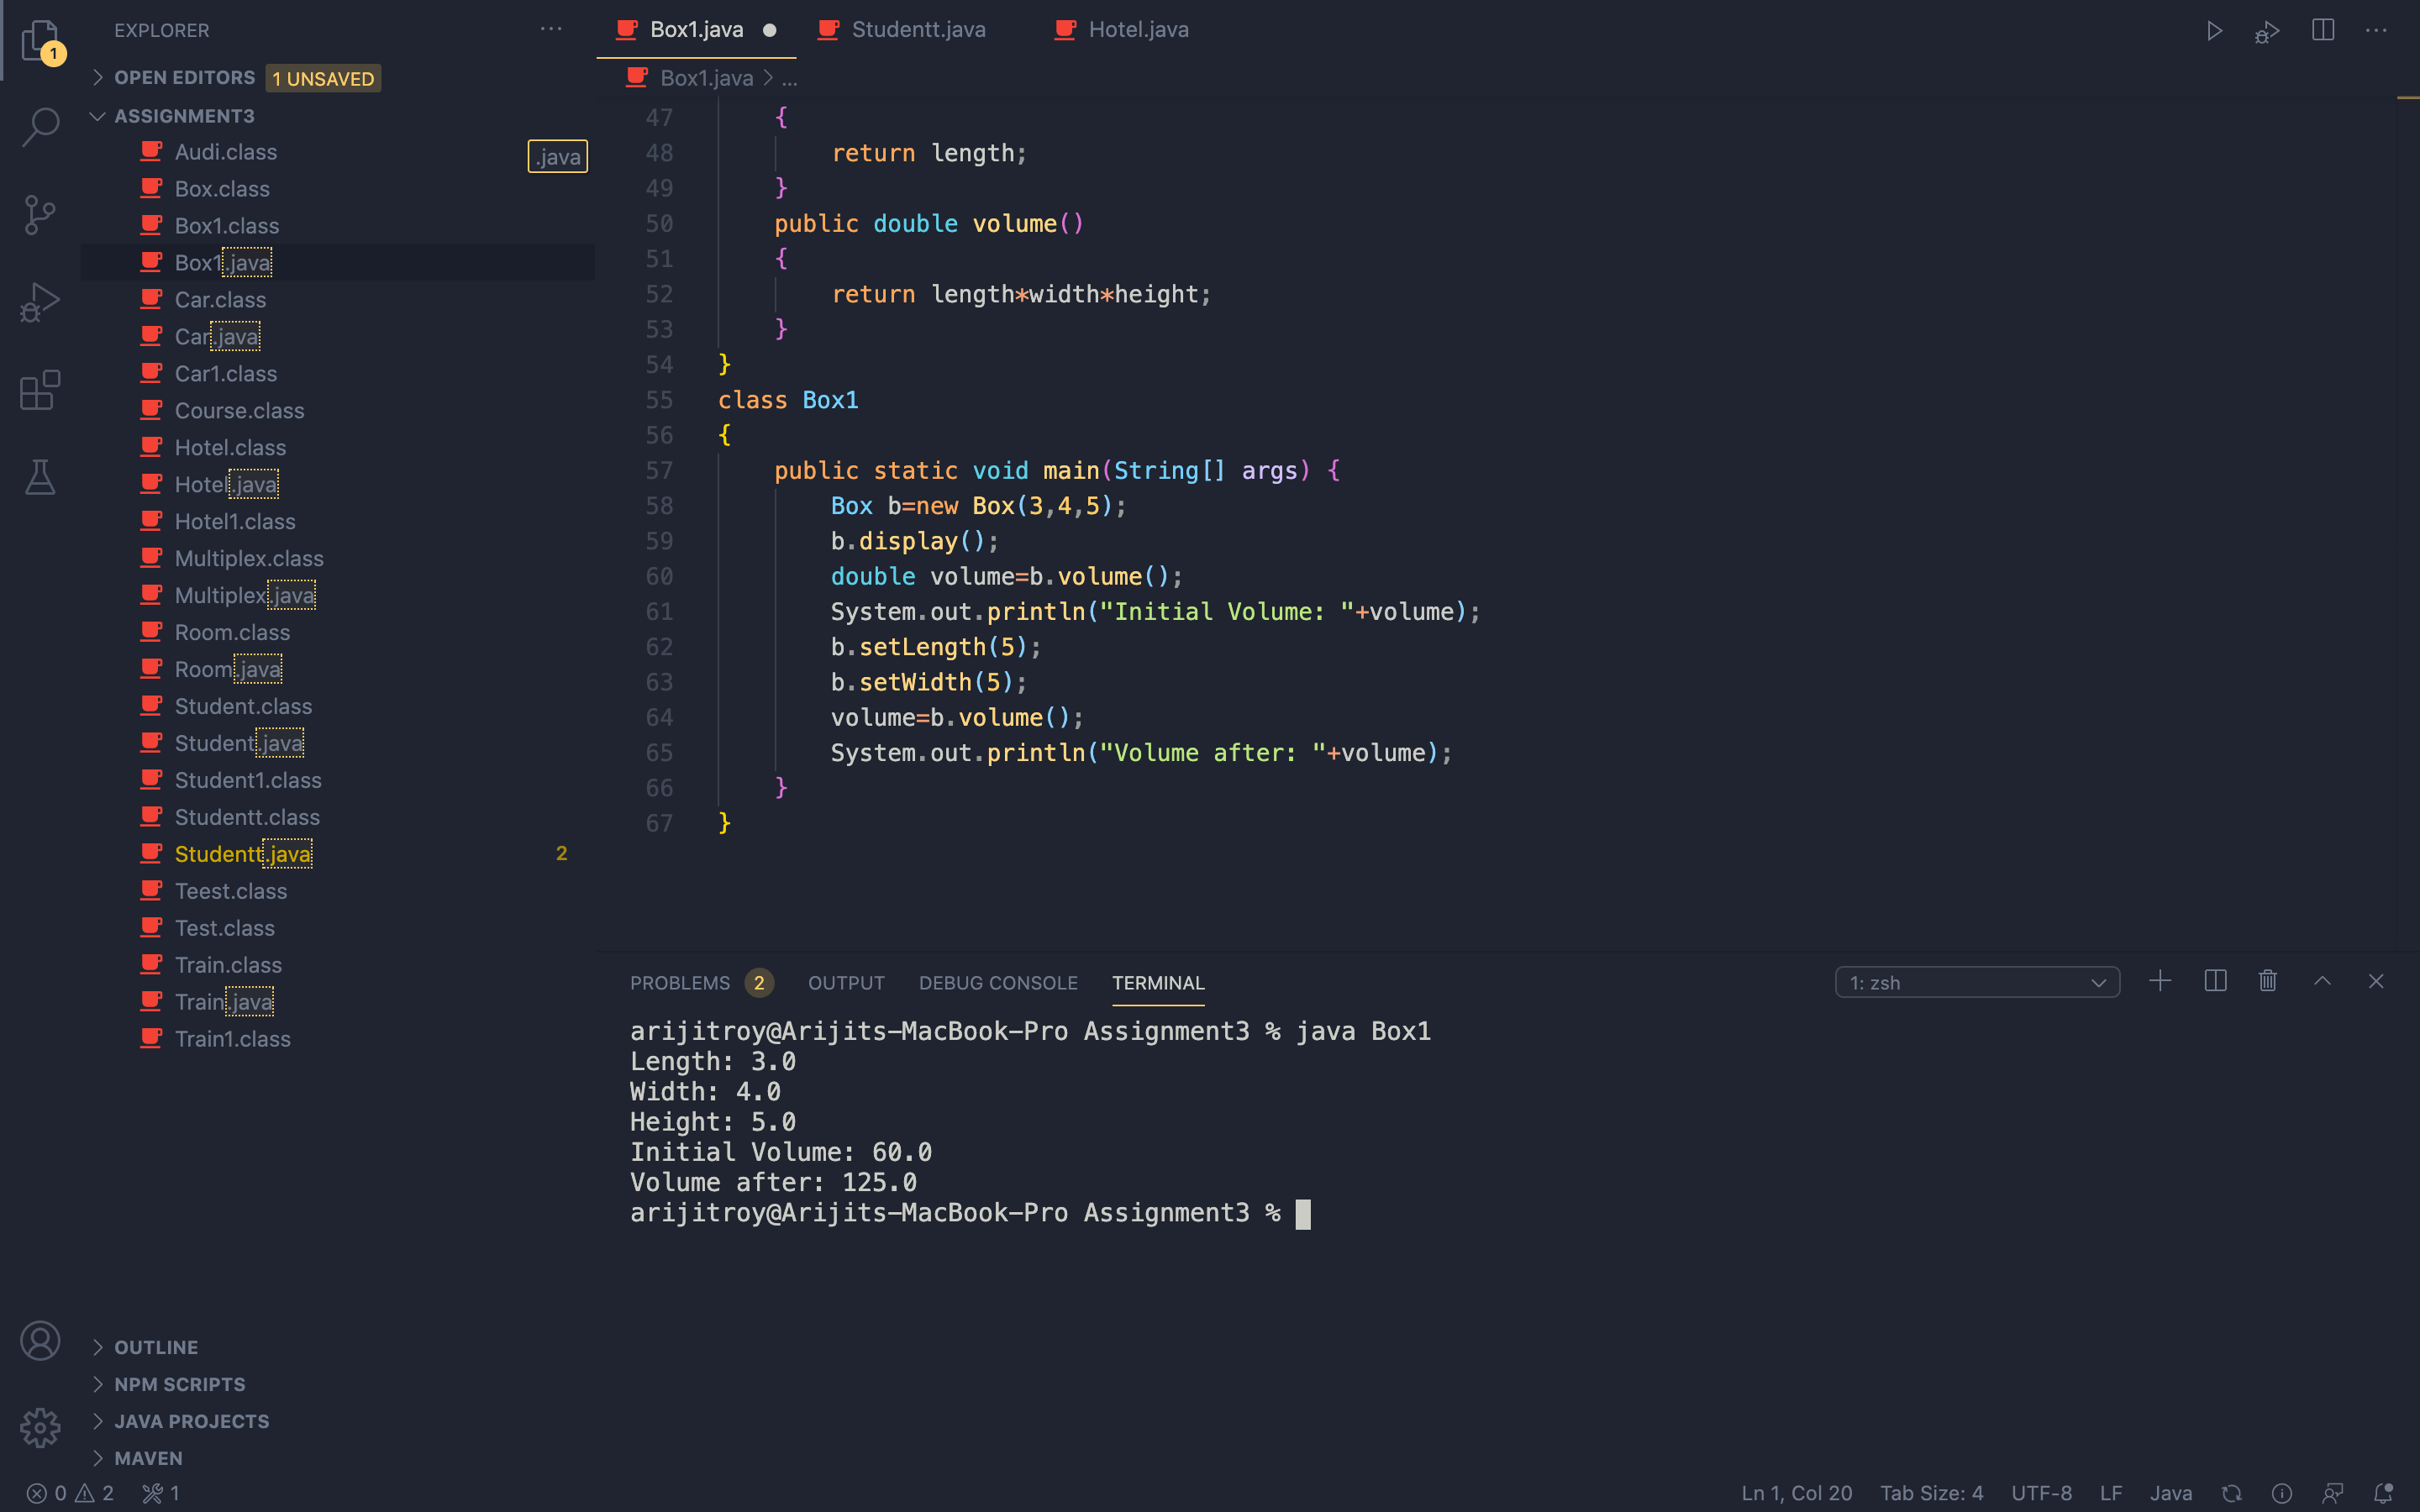 EXPLORER
1
OPEN EDITORS 1 UNSAVED
ASSIGNMENT3
.java
Audi.class
Box.class
Box1.class
Box1.java
Car.class
Car.java
Car1.class
Course.class
Hotel.class
Hotel.java
Hotel1.class
Multiplex.class
Multiplex.java
Room.class
Room.java
Student.class
Student.java
Student1.class
Studentt.class
Studentt.java 2
Teest.class
Test.class
Train.class
Train.java
Train1.class
OUTLINE
NPM SCRIPTS
JAVA PROJECTS
MAVEN
Box1.java Studentt.java Hotel.java
Box1.java > ...
47 {
48 return length;
49 }
50 public double volume()
51 {
52 return length*width*height;
53 }
54 }
55 class Box1
56 {
57 public static void main(String[] args) {
58 Box b=new Box(3,4,5);
59 b.display();
60 double volume=b.volume();
61 System.out.println("Initial Volume: "+volume);
62 b.setLength(5);
63 b.setWidth(5);
64 volume=b.volume();
65 System.out.println("Volume after: "+volume);
66 }
67 }
PROBLEMS 2 OUTPUT DEBUG CONSOLE TERMINAL 1: zsh
arijitroy@Arijits-MacBook-Pro Assignment3 % java Box1
Length: 3.0
Width: 4.0
Height: 5.0
Initial Volume: 60.0
Volume after: 125.0
arijitroy@Arijits-MacBook-Pro Assignment3 %
0 2 1 Ln 1, Col 20 Tab Size: 4 UTF-8 LF Java